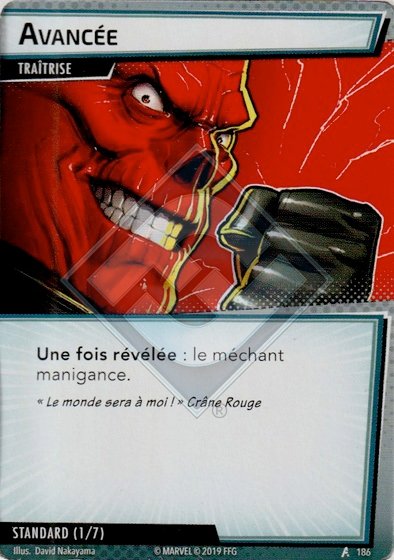 AVANCÉE
TRAÎTRISE
Une fois révélée : le méchant
manigance.
« Le monde sera à moi ! » Crâne Rouge
STANDARD (1/7)
Illus. David Nakayama
© MARVEL © 2019 FFG
186
FFG
®